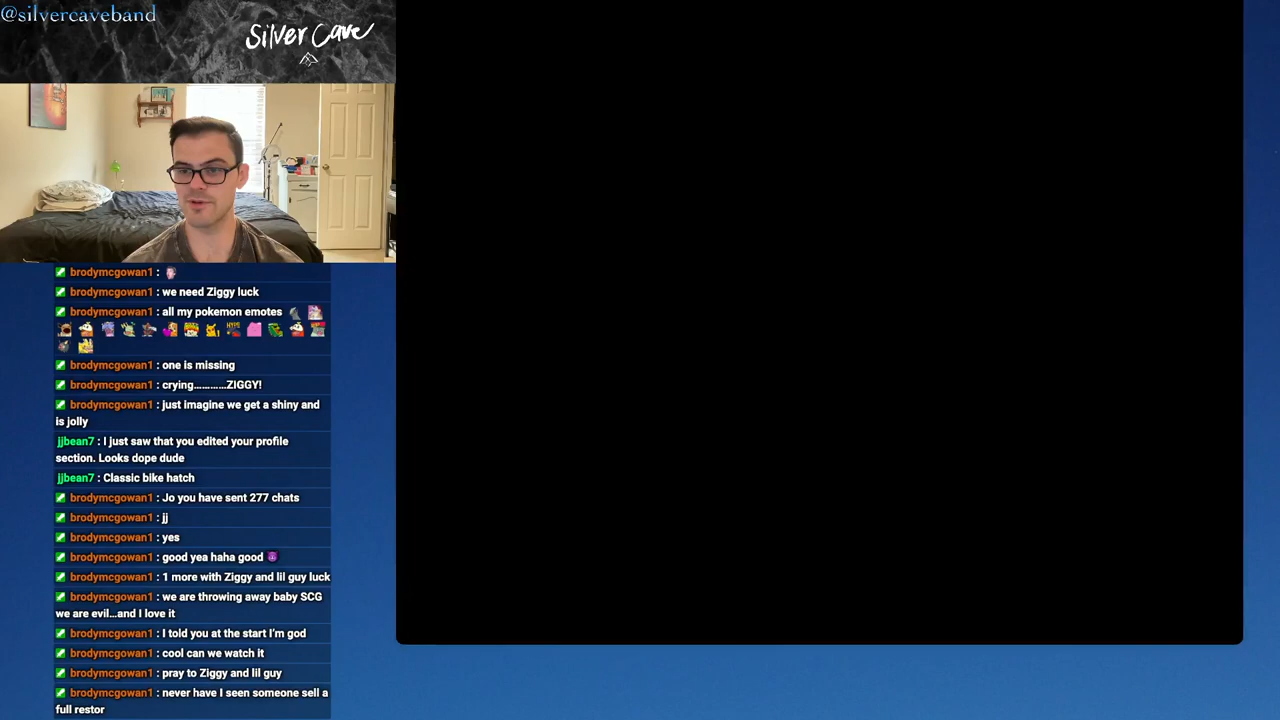 @silvercaveband
Silver Cave
brodymcgowan1 :
brodymcgowan1 : we need Ziggy luck
brodymcgowan1 : all my pokemon emotes
HYPE
brodymcgowan1 : one is missing
brodymcgowan1 : crying............ZIGGY!
brodymcgowan1 : just imagine we get a shiny and
is jolly
jjbean7 : I just saw that you edited your profile
section. Looks dope dude
jjbean7 : Classic bike hatch
brodymcgowan1 : Jo you have sent 277 chats
brodymcgowan1 : jj
brodymcgowan1 : yes
brodymcgowan1 : good yea haha good
brodymcgowan1 : 1 more with Ziggy and lil guy luck
brodymcgowan1 : we are throwing away baby SCG
we are evil...and I love it
brodymcgowan1 : I told you at the start I'm god
brodymcgowan1 : cool can we watch it
brodymcgowan1 : pray to Ziggy and lil guy
brodymcgowan1 : never have I seen someone sell a
full restor